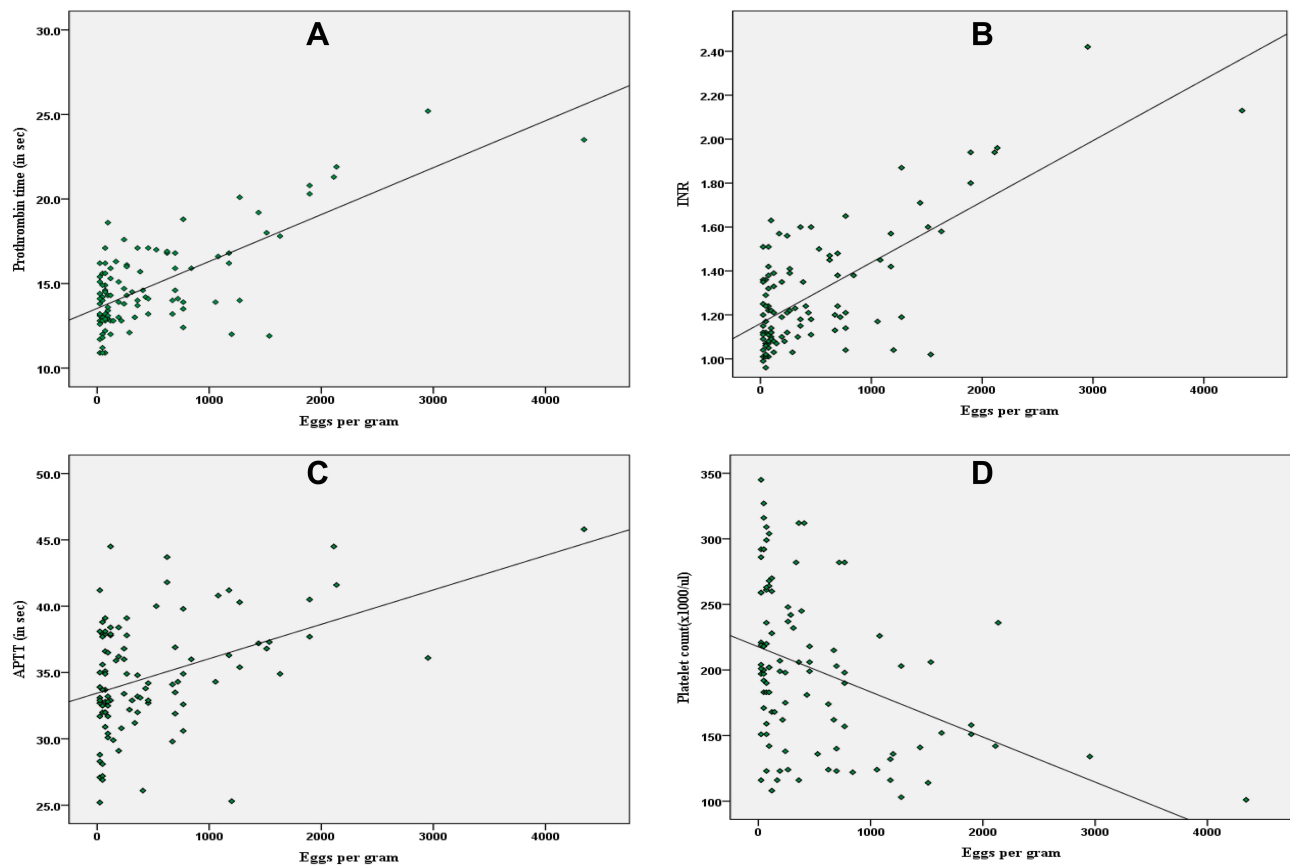 A
30.0
25.0
20.0
15.0
10.0
Prothrombin time (in sec)
0 1000 2000 3000 4000
Eggs per gram
B
2.40
2.20
2.00
1.80
1.60
1.40
1.20
1.00
INR
0 1000 2000 3000 4000
Eggs per gram
C
50.0
45.0
40.0
35.0
30.0
25.0
APTT (in sec)
0 1000 2000 3000 4000
Eggs per gram
D
350
300
250
200
150
100
Platelet count(x1000/ul)
0 1000 2000 3000 4000
Eggs per gram